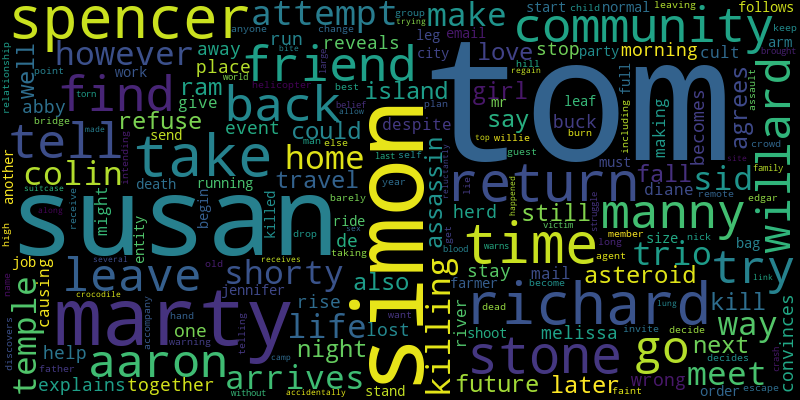 spencer attempt make community follows
however run away stop love morning cult party
reveals leg city email group trying
friend island girl mr arm
well abby find place ram give back
refuse event could despite say buck leaf
tom willard
tell take home travel assassin
colin send death running begin
simon return fall sid
susan might entity ride de
herd still manny diane
another high time trio size nick bag
leave shorty also stay mail asteroid try
job causing jennifer rise lost farmer
marty life river richard kill
temple aaron one night killing
help explains together arrives stand
shoot melissa stone go way next meet
future later wrong order convinces
start child normal leaving anyone change
relationship work point bite world best
helicopter belief allow plan hill regain
full including making becomes agrees
must remote crowd assault keep brought
bridge made intending man else last self
top willie burn guest site family
year barely taking sex drop killed
receive suitcase along several receives
old hand warning telling accompany
crocodile father discovers name
want camp without accidentally
blood get reluctantly lie happened
victim struggle member long agent warns
become dead lung invite decide decides
edgar link crash escape faint